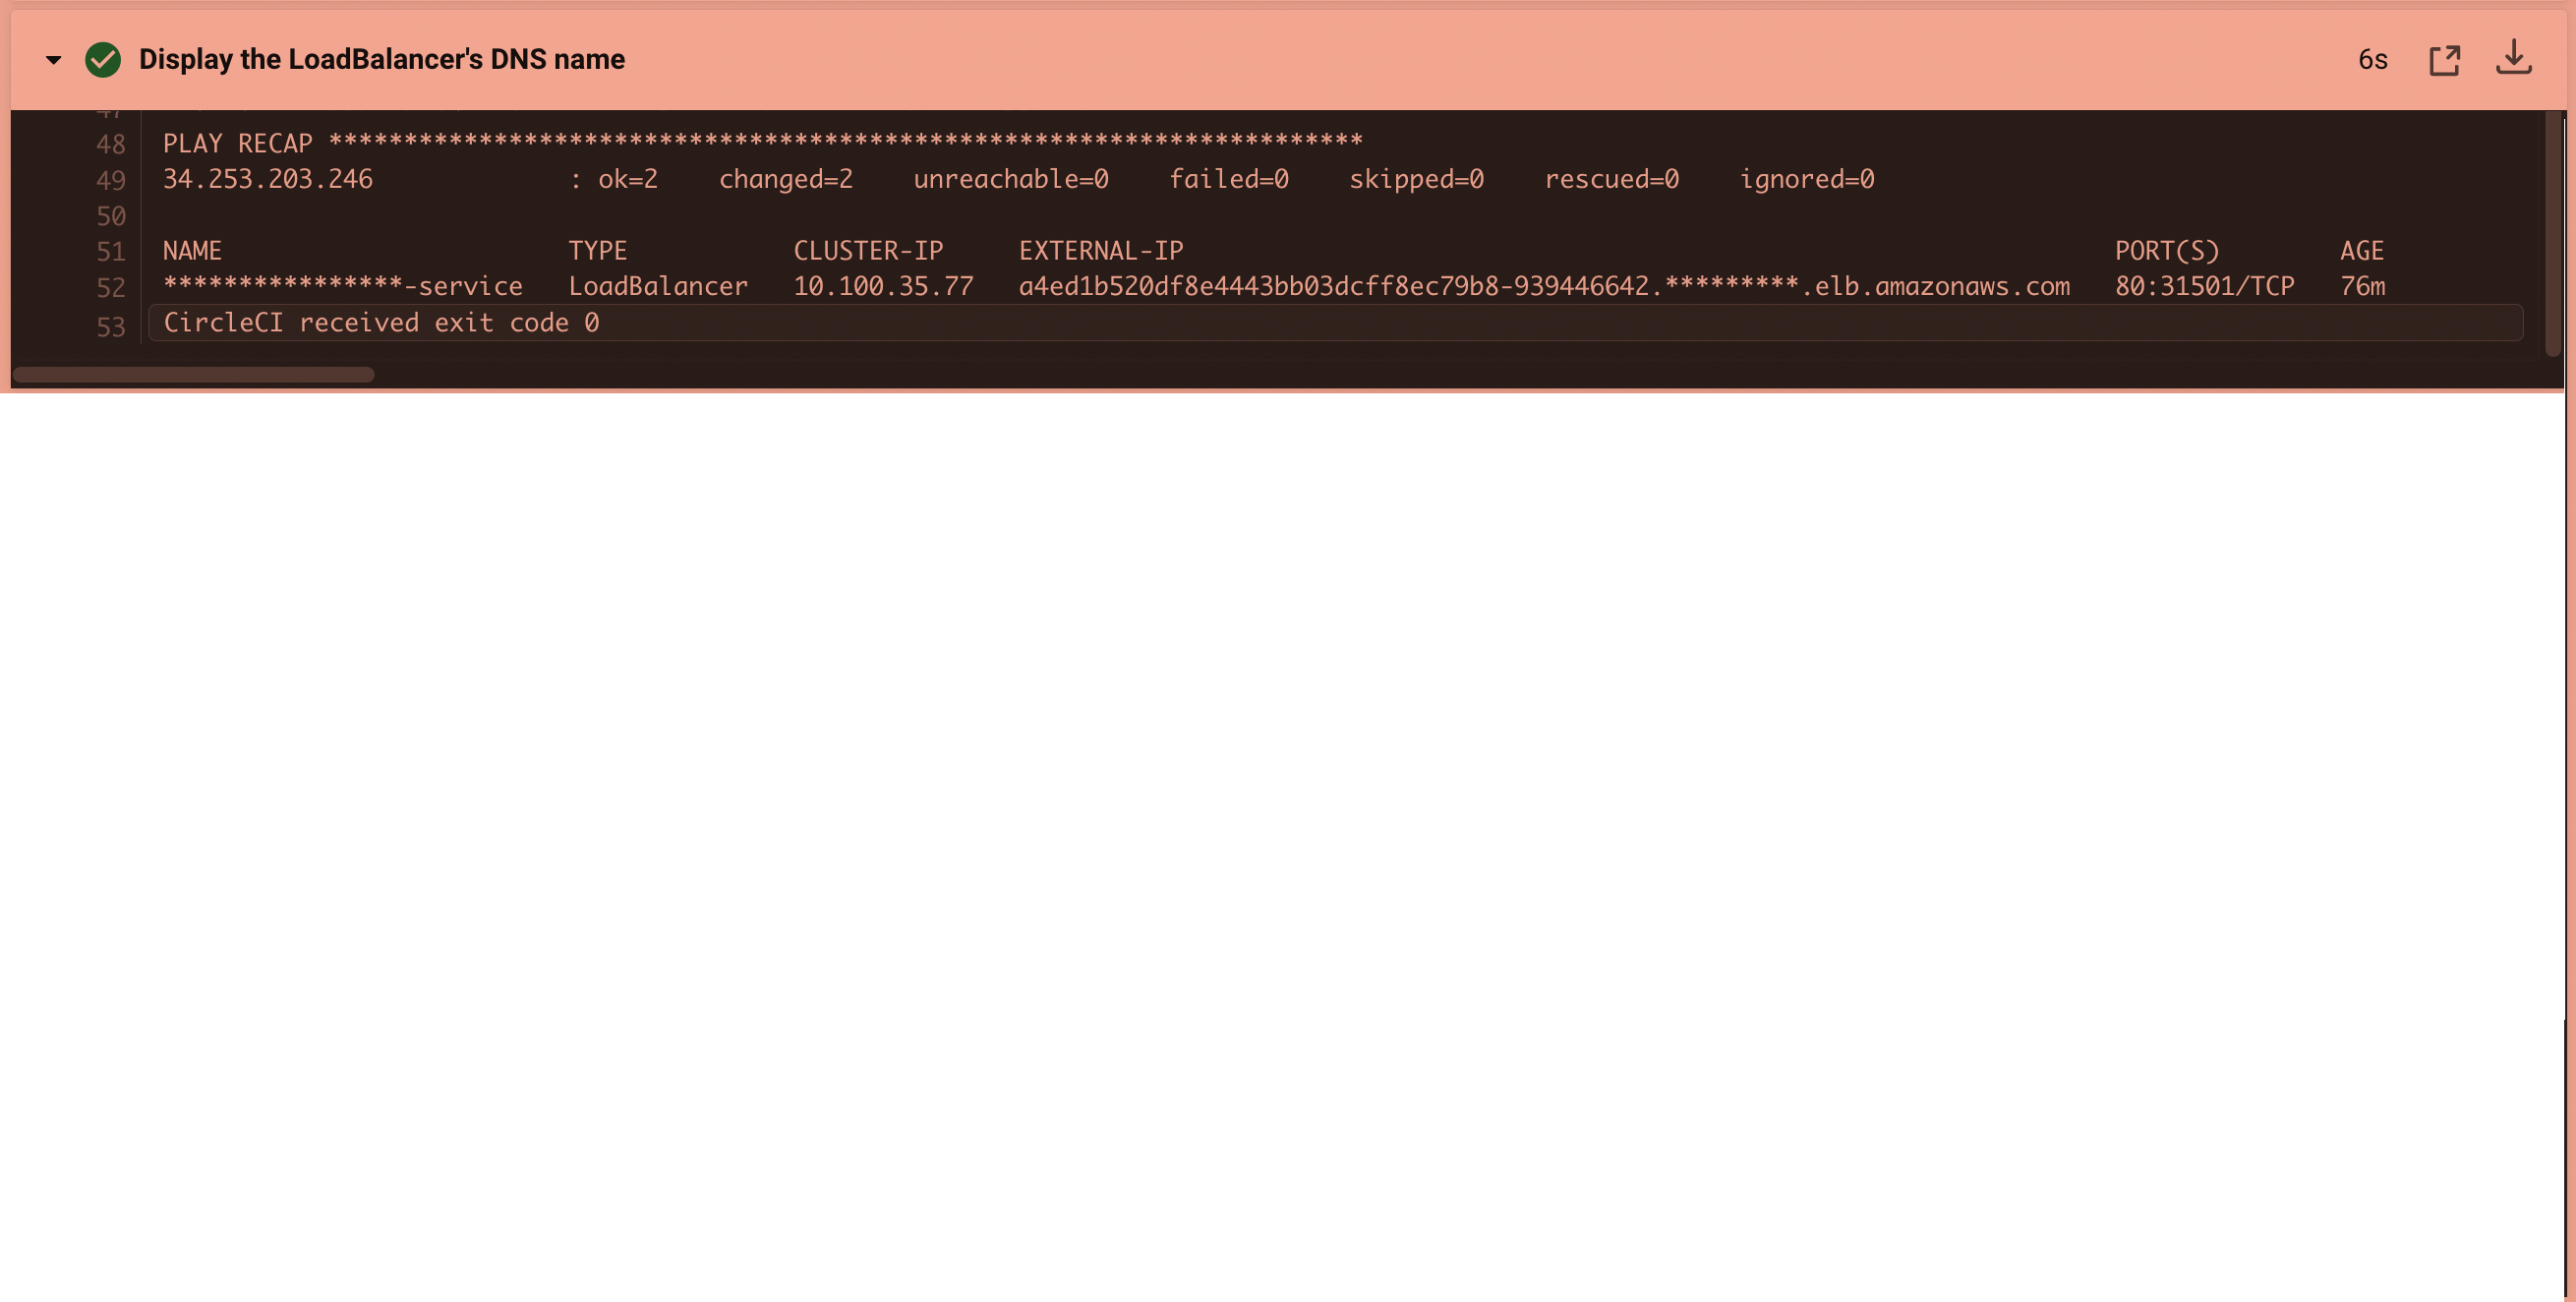 Display the LoadBalancer's DNS name 6s
48 PLAY RECAP *********************************************************************
49 34.253.203.246 : ok=2 changed=2 unreachable=0 failed=0 skipped=0 rescued=0 ignored=0
50
51 NAME TYPE CLUSTER-IP EXTERNAL-IP PORT(S) AGE
52 ****************-service LoadBalancer 10.100.35.77 a4ed1b520df8e4443bb03dcff8ec79b8-939446642.*********.elb.amazonaws.com 80:31501/TCP 76m
53 CircleCI received exit code 0